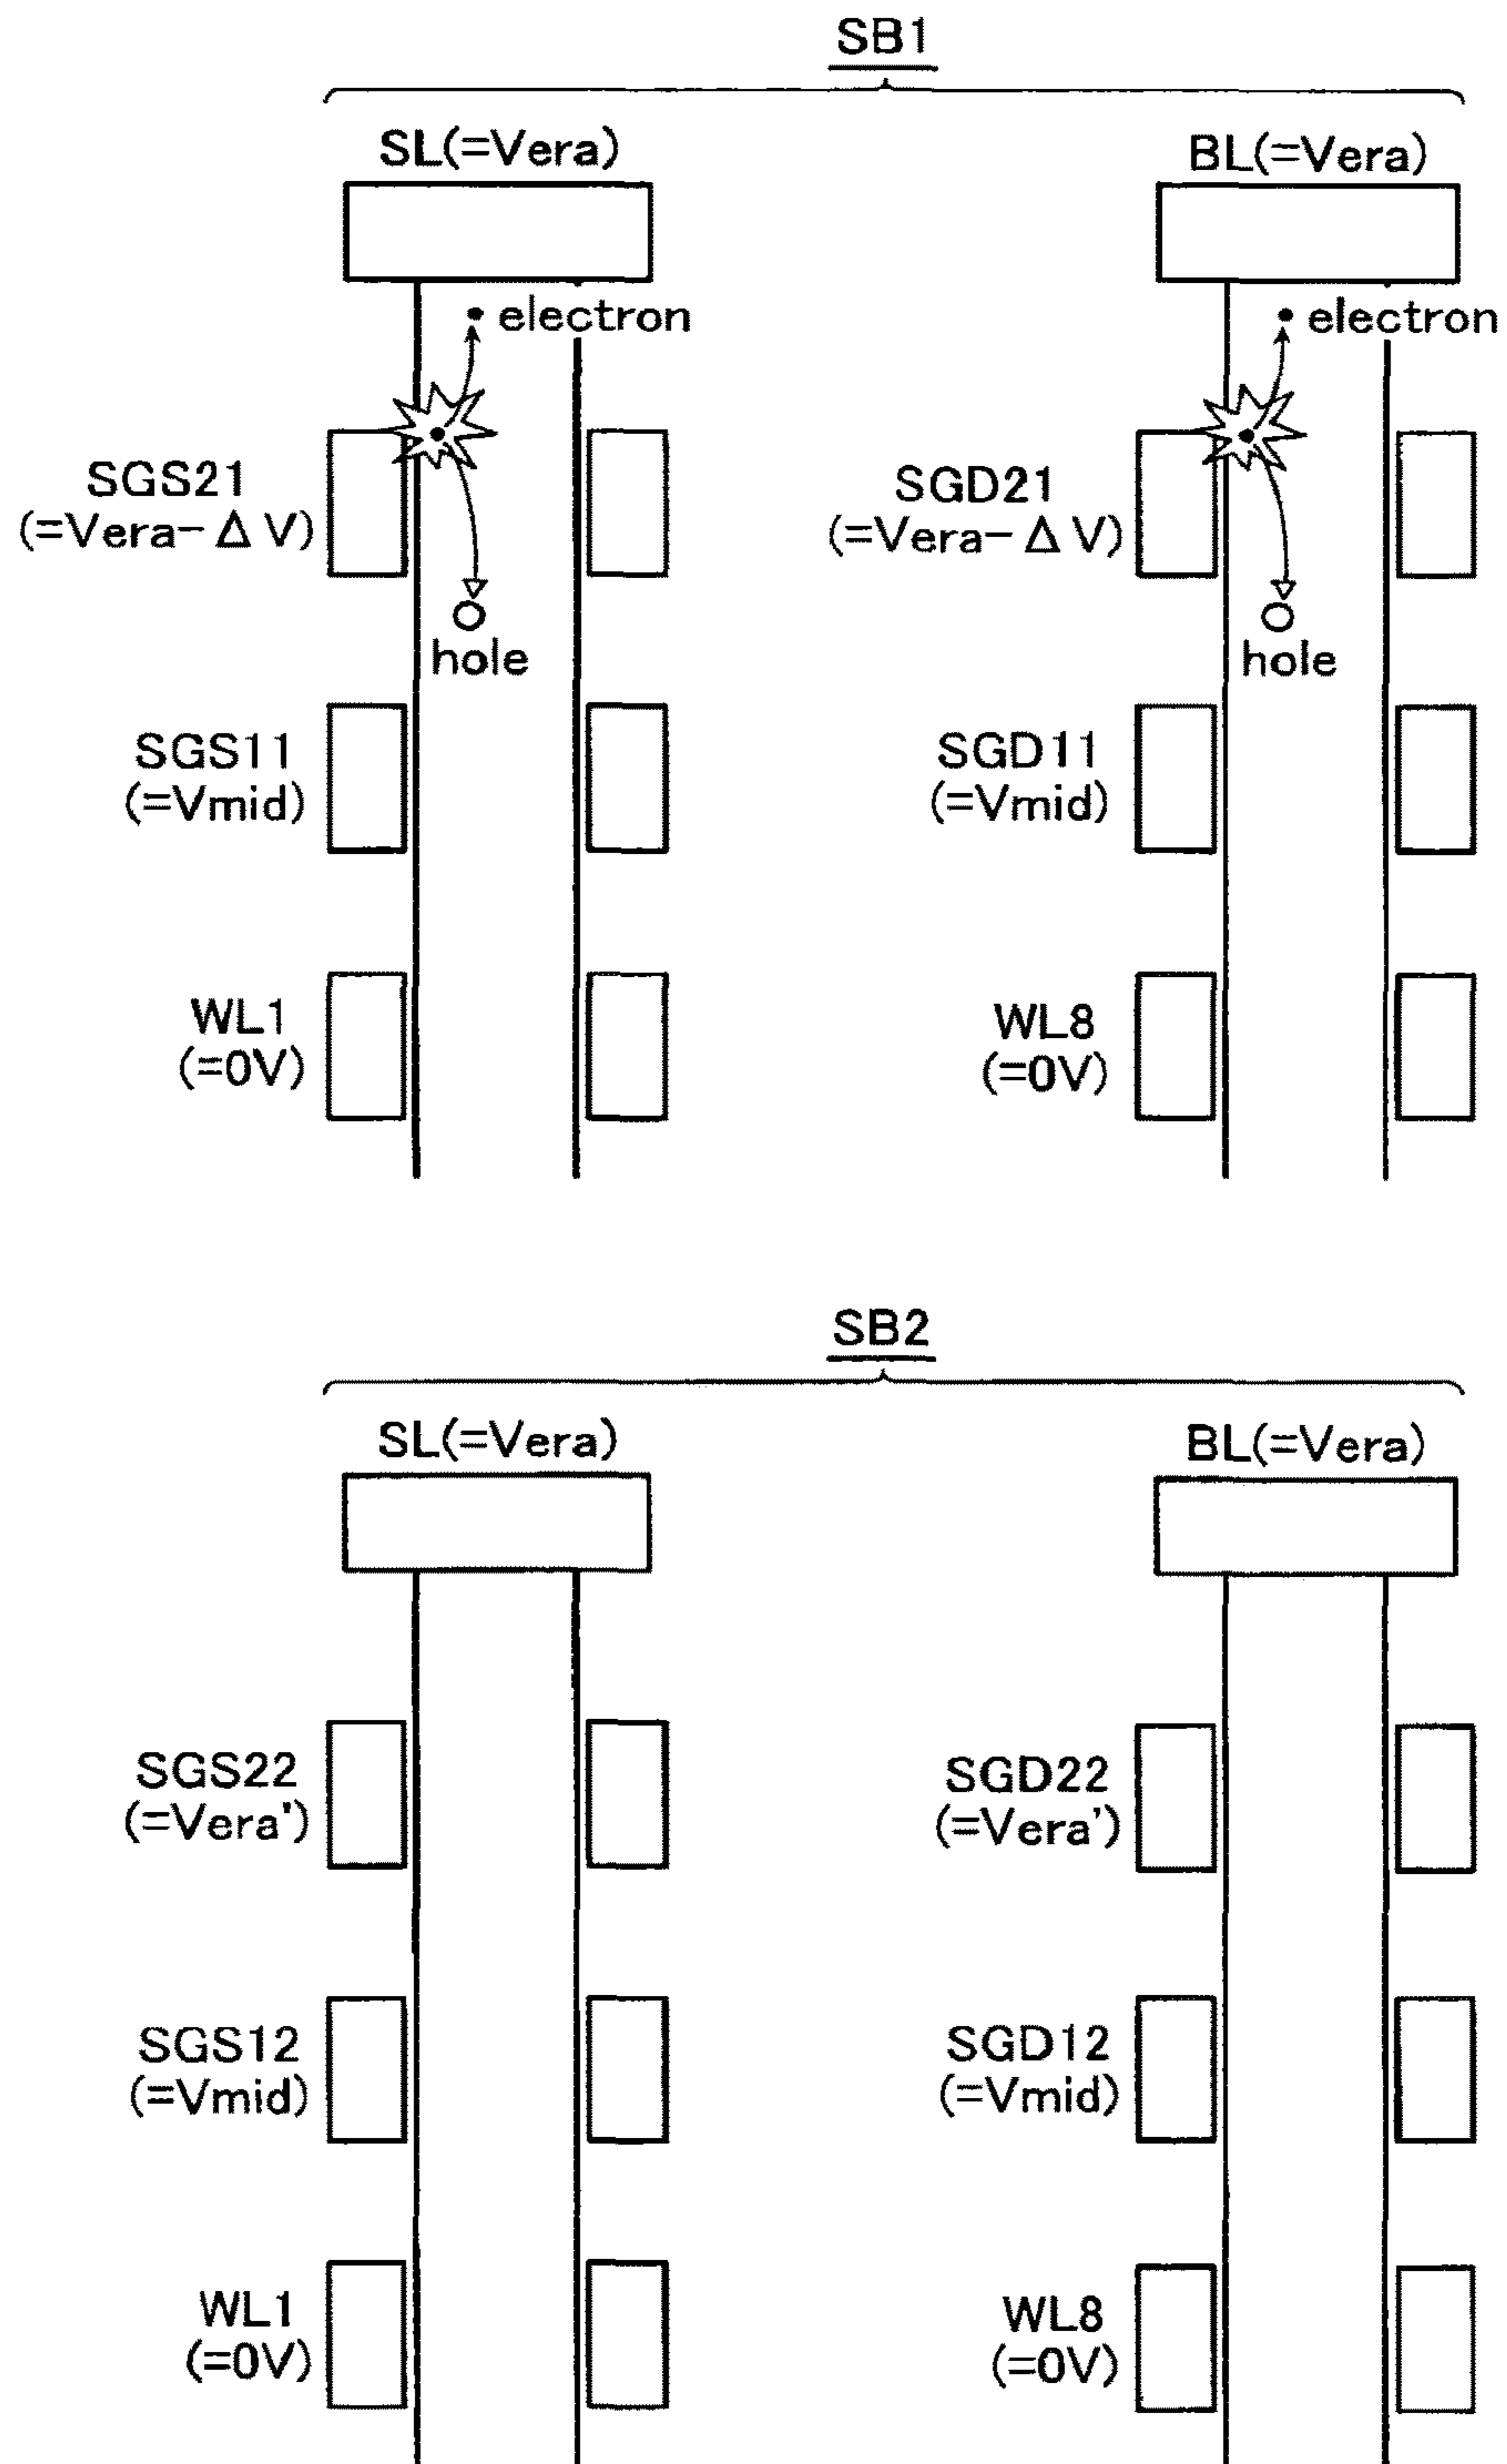 SB1
SL(=Vera)
BL(=Vera)
electron
electron
SGS21
(=Vera-ΔV)
SGD21
(=Vera-ΔV)
hole
hole
SGS11
(=Vmid)
SGD11
(=Vmid)
WL1
(=0V)
WL8
(=0V)
SB2
SL(=Vera)
BL(=Vera)
SGS22
(=Vera')
SGD22
(=Vera')
SGS12
(=Vmid)
SGD12
(=Vmid)
WL1
(=0V)
WL8
(=0V)